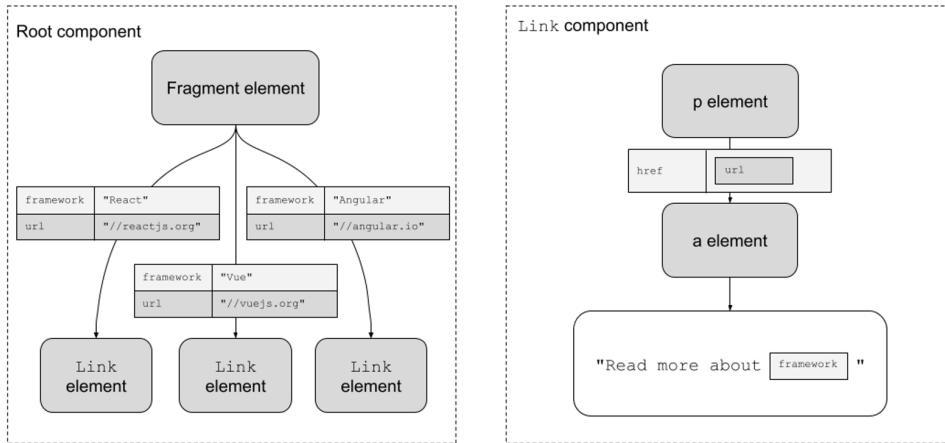 Root component
Fragment element
framework "React"
url "//reactjs.org"
framework "Angular"
url "//angular.io"
framework "Vue"
url "//vuejs.org"
Link
element
Link
element
Link
element
Link component
p element
href url
a element
"Read more about framework "